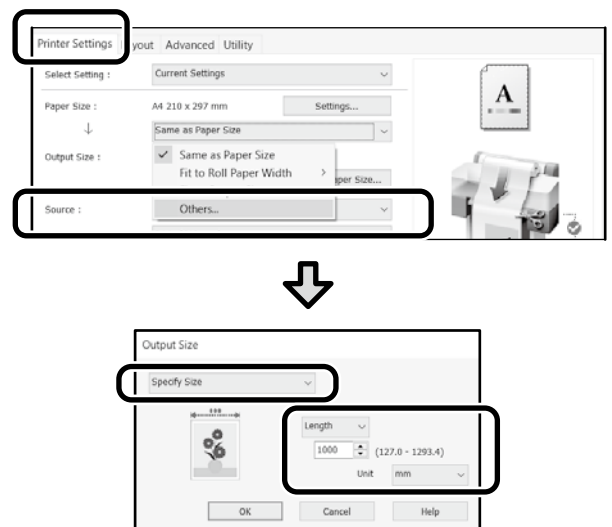 Printer Settings yout Advanced Utility
Select Setting : Current Settings
Paper Size : A4 210 x 297 mm Settings...
Same as Paper Size
Output Size : Same as Paper Size
Fit to Roll Paper Width
Size...
Source : Others...
A
Output Size
Specify Size
Length
1000 (127.0 - 1293.4)
Unit mm
OK Cancel Help